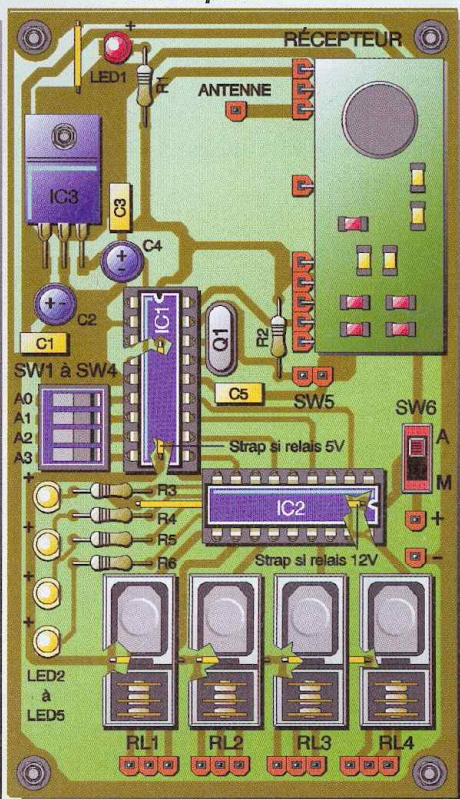 +
LED1
R1
RÉCEPTEUR
ANTENNE
IC3
C3
C4
+
-
+-
C2
C1
IC1
Q1
R2
C5
SW5
SW1 à SW4
A0
A1
A2
A3
SW6
A
M
+
-
Strap si relais 5V
IC2
Strap si relais 12V
R3
R4
R5
R6
+
+
+
+
LED2
à
LED5
RL1
RL2
RL3
RL4